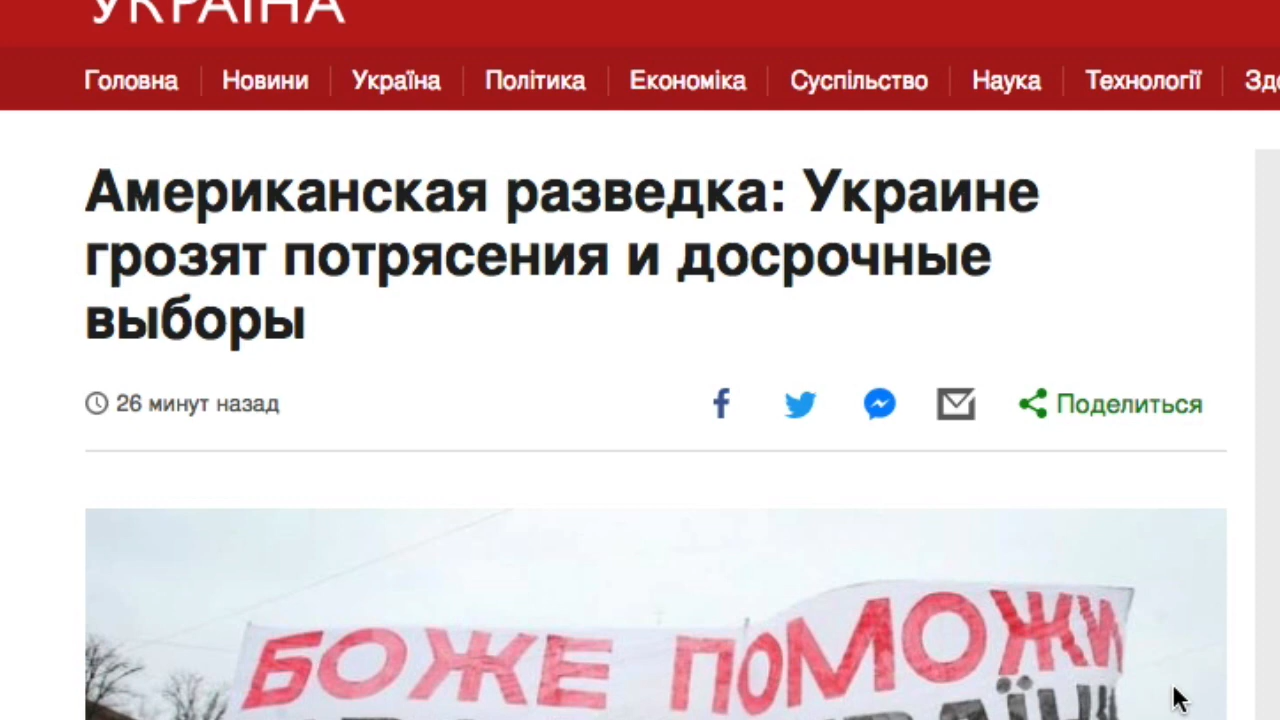 УКРАЇНА
Головна Новини Україна Політика Економіка Суспільство Наука Технології
Американская разведка: Украине
грозят потрясения и досрочные
выборы
26 минут назад Поделиться
БОЖЕ ПОМОЖИ